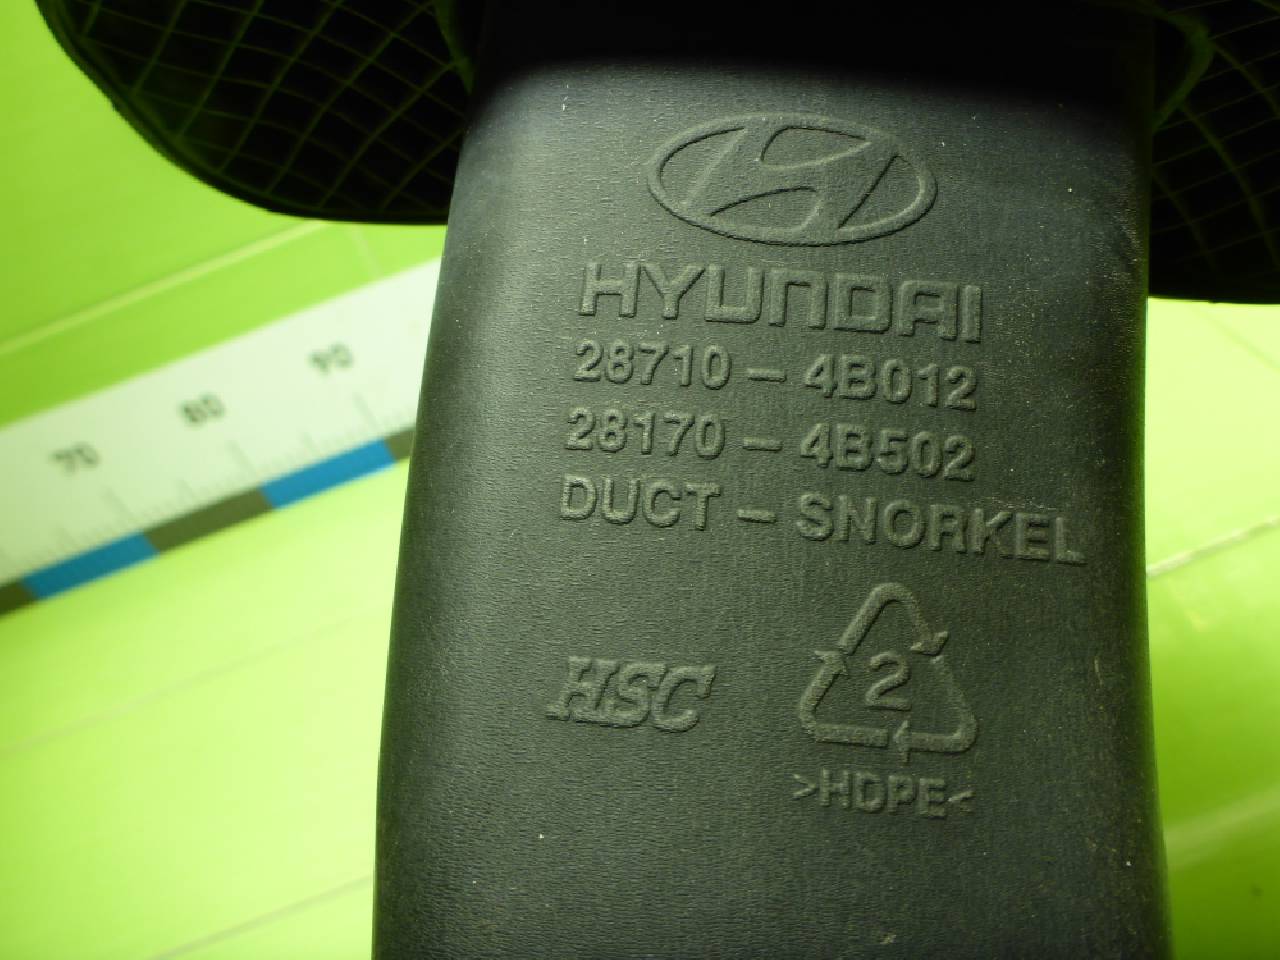 HYUNDAI
28710 - 4B012
28170 - 4B502
DUCT - SNORKEL
HSC
2
>HDPE<
70
80
90